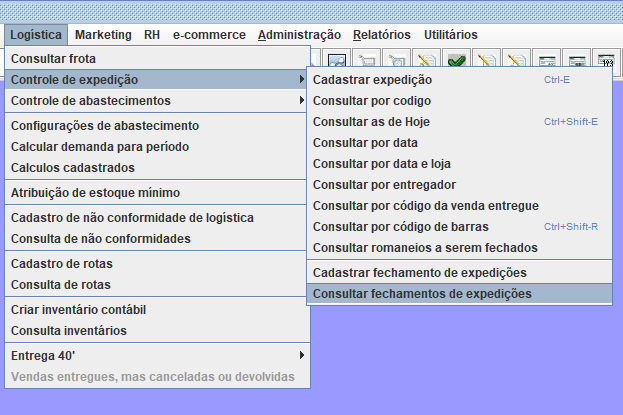 Logística Marketing RH e-commerce Administração Relatórios Utilitários
Consultar frota
Controle de expedição
Controle de abastecimentos
Configurações de abastecimento
Calcular demanda para período
Calculos cadastrados
Atribuição de estoque mínimo
Cadastro de não conformidade de logística
Consulta de não conformidades
Cadastro de rotas
Consulta de rotas
Criar inventário contábil
Consulta inventários
Entrega 40'
Vendas entregues, mas canceladas ou devolvidas
Cadastrar expedição Ctrl-E
Consultar por codigo
Consultar as de Hoje Ctrl+Shift-E
Consultar por data
Consultar por data e loja
Consultar por entregador
Consultar por código da venda entregue
Consultar por código de barras Ctrl+Shift-R
Consultar romaneios a serem fechados
Cadastrar fechamento de expedições
Consultar fechamentos de expedições